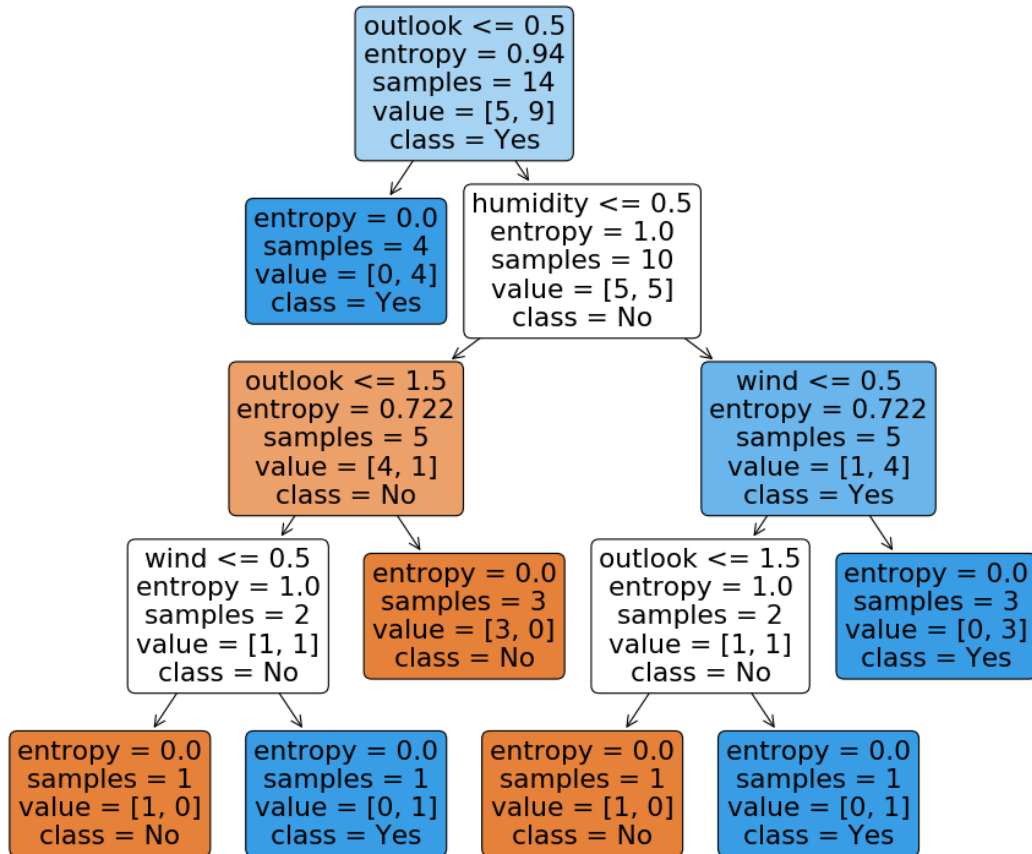 outlook <= 0.5
entropy = 0.94
samples = 14
value = [5, 9]
class = Yes
entropy = 0.0
samples = 4
value = [0, 4]
class = Yes
humidity <= 0.5
entropy = 1.0
samples = 10
value = [5, 5]
class = No
outlook <= 1.5
entropy = 0.722
samples = 5
value = [4, 1]
class = No
wind <= 0.5
entropy = 0.722
samples = 5
value = [1, 4]
class = Yes
wind <= 0.5
entropy = 1.0
samples = 2
value = [1, 1]
class = No
entropy = 0.0
samples = 3
value = [3, 0]
class = No
outlook <= 1.5
entropy = 1.0
samples = 2
value = [1, 1]
class = No
entropy = 0.0
samples = 3
value = [0, 3]
class = Yes
entropy = 0.0
samples = 1
value = [1, 0]
class = No
entropy = 0.0
samples = 1
value = [0, 1]
class = Yes
entropy = 0.0
samples = 1
value = [1, 0]
class = No
entropy = 0.0
samples = 1
value = [0, 1]
class = Yes